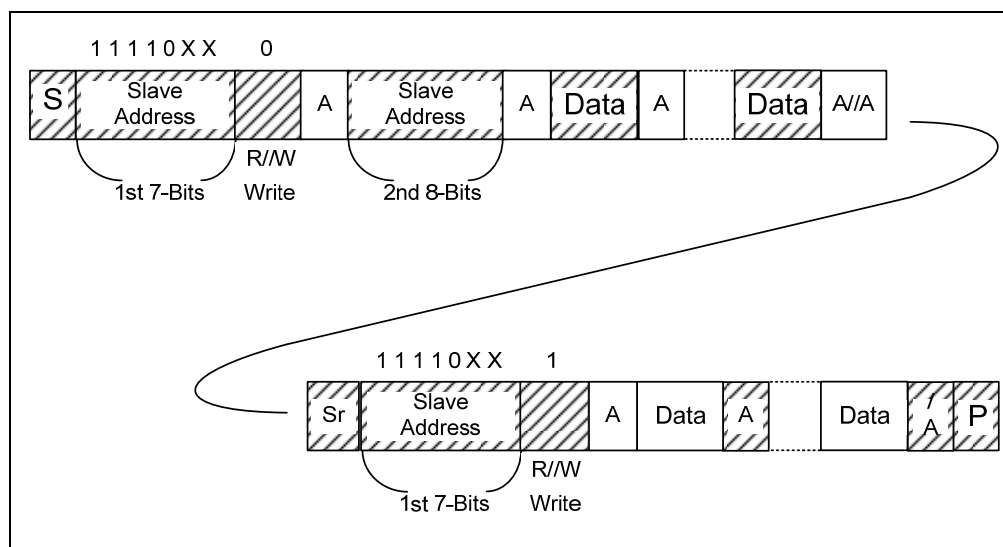 1 1 1 1 0 X X 0
S Slave Address A Slave Address A Data A Data A//A
R//W
1st 7-Bits Write 2nd 8-Bits
1 1 1 1 0 X X 1
Sr Slave Address A Data A Data /A P
R//W
1st 7-Bits Write